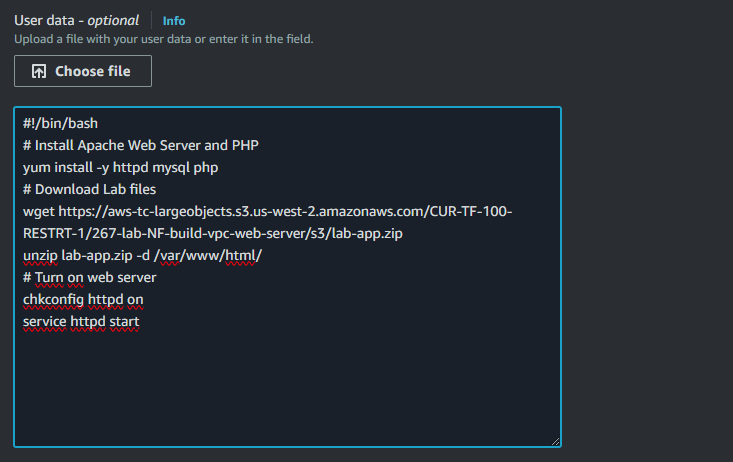 User data - optional Info
Upload a file with your user data or enter it in the field.
Choose file
#!/bin/bash
# Install Apache Web Server and PHP
yum install -y httpd mysql php
# Download Lab files
wget https://aws-tc-largeobjects.s3.us-west-2.amazonaws.com/CUR-TF-100-
RESTRT-1/267-lab-NF-build-vpc-web-server/s3/lab-app.zip
unzip lab-app.zip -d /var/www/html/
# Turn on web server
chkconfig httpd on
service httpd start